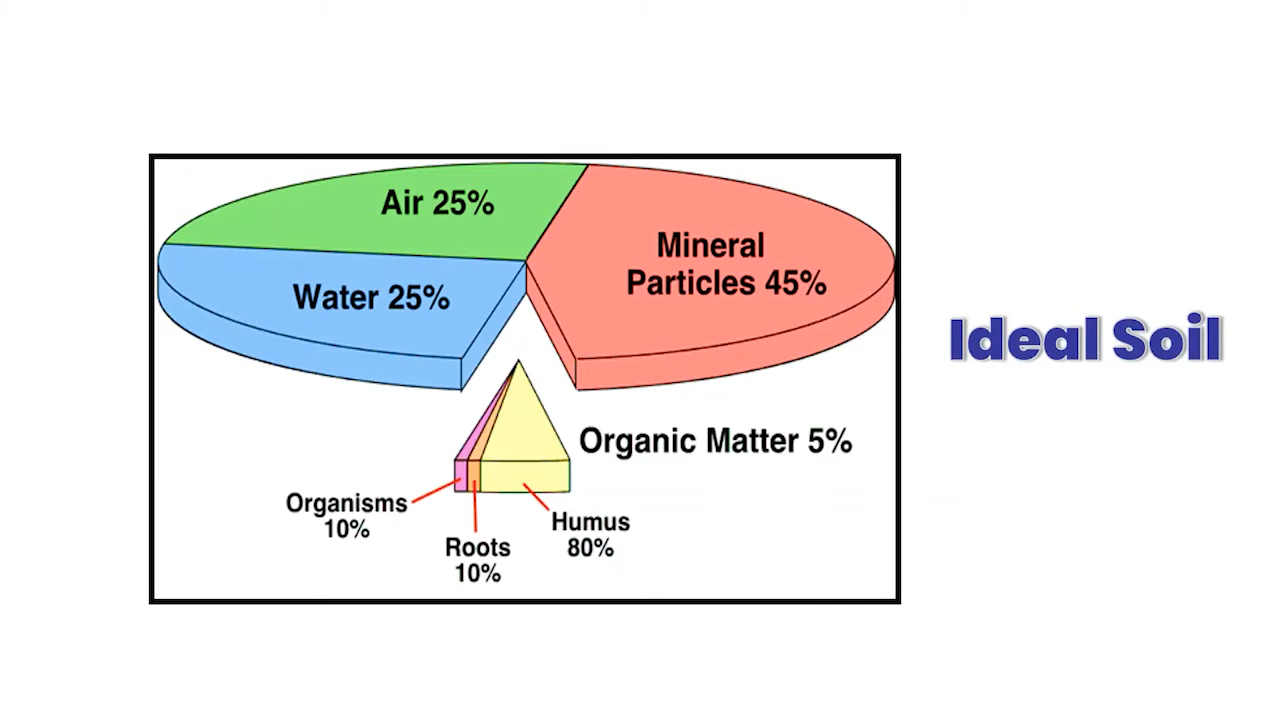 Air 25%
Mineral
Particles 45%
Water 25%
Ideal Soil
Organic Matter 5%
Organisms
10%
Roots
10%
Humus
80%